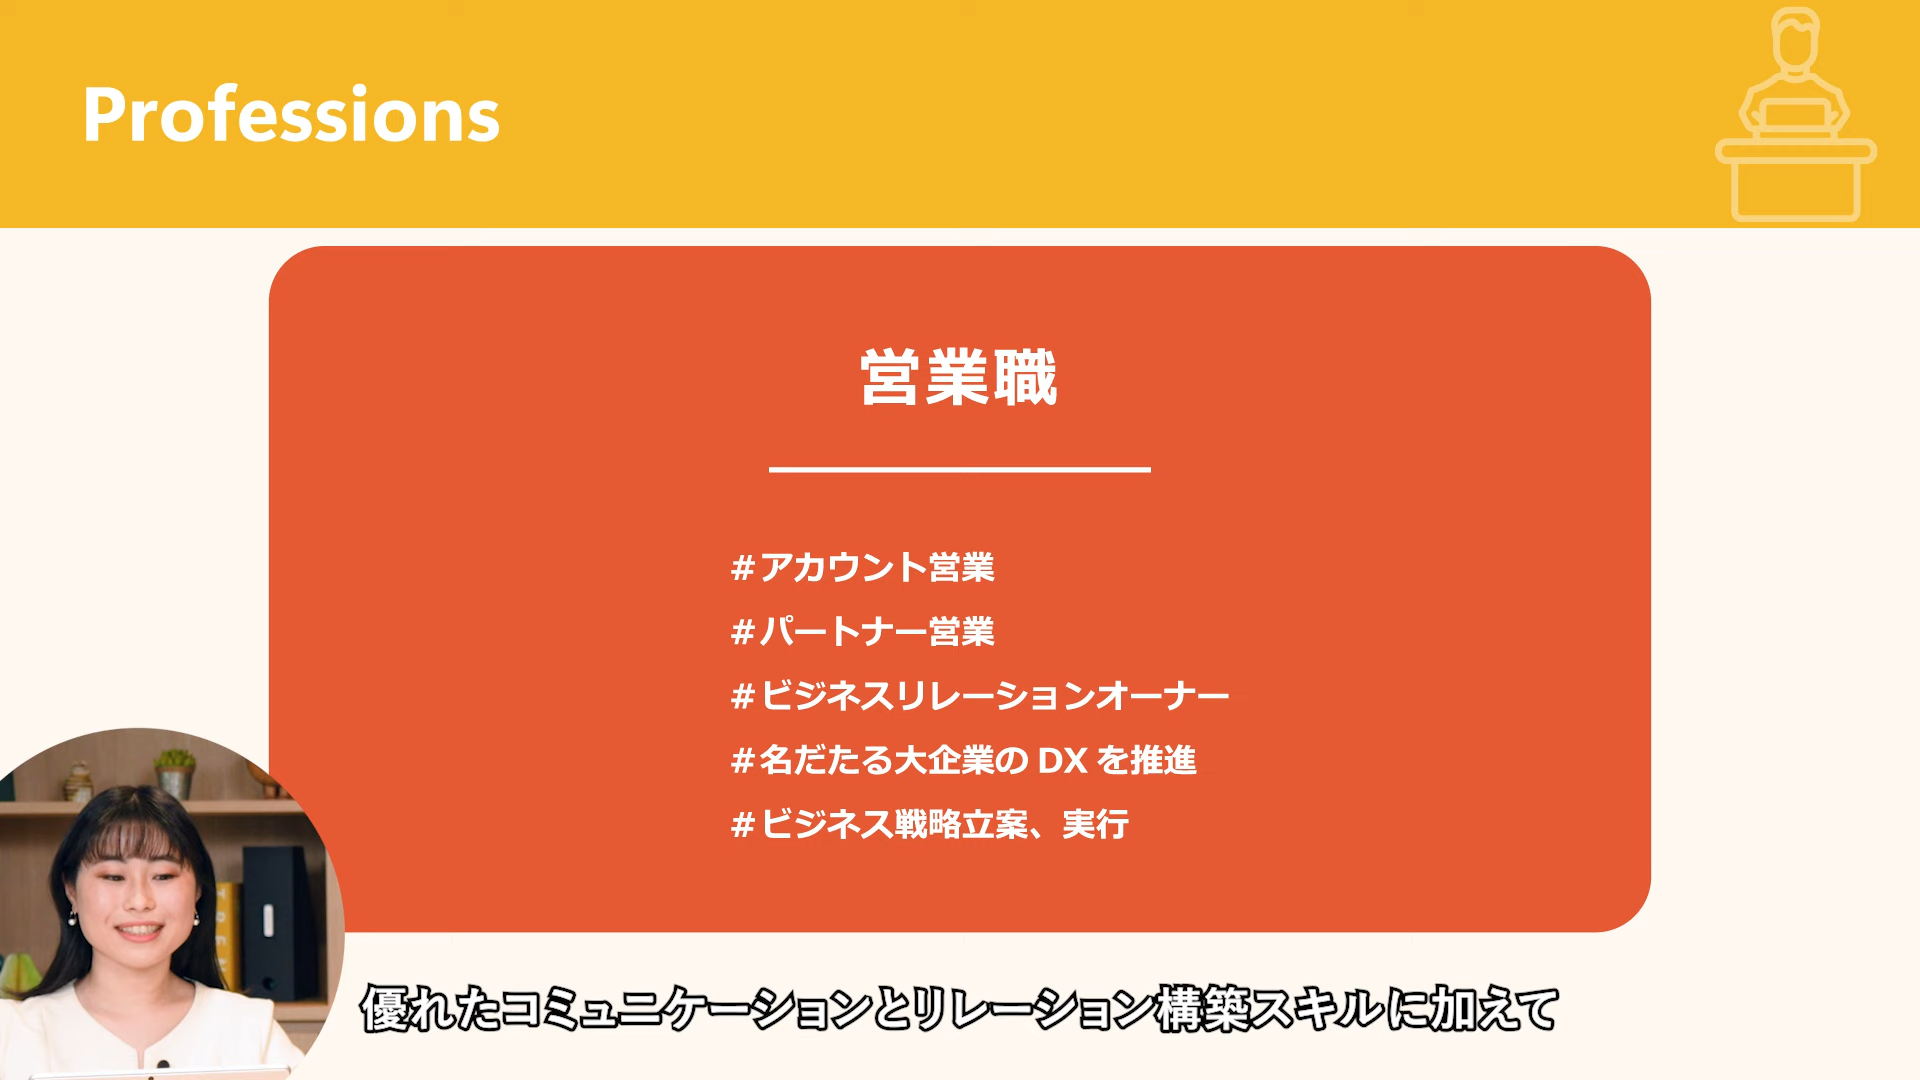 Professions
営業職
#アカウント営業
#パートナー営業
#ビジネスリレーションオーナー
#名だたる大企業の DX を推進
#ビジネス戦略立案、実行
優れたコミュニケーションとリレーション構築スキルに加えて